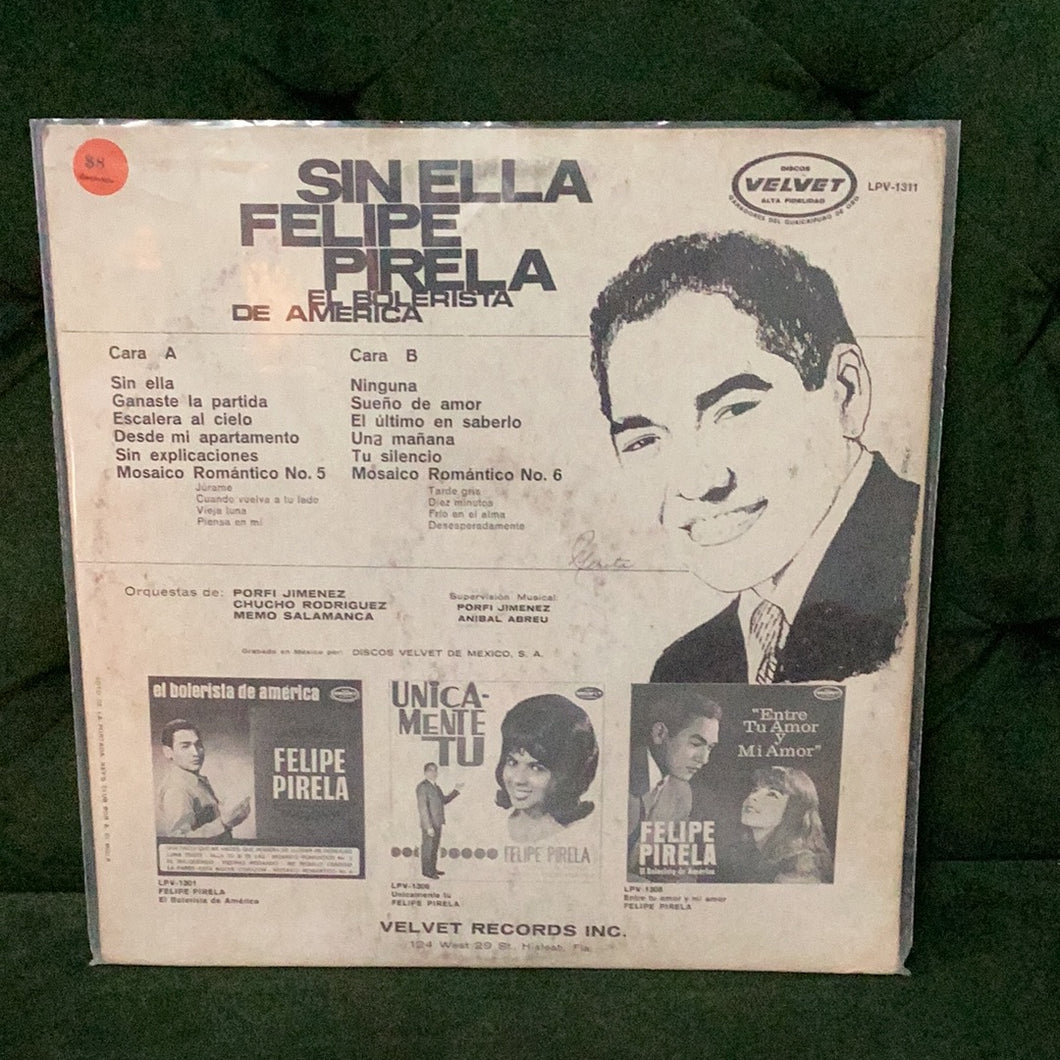 $8
SIN ELLA
FELIPE
PIRELA
EL BOLERISTA
DE AMERICA
DISCOS
VELVET
ALTA FIDELIDAD
GANADORES DEL GUAICAIPURO DE ORO
LPV-1311
Cara A
Sin ella
Ganaste la partida
Escalera al cielo
Desde mi apartamento
Sin explicaciones
Mosaico Romántico No. 5
Júrame
Cuando vuelva a tu lado
Vieja luna
Piensa en mi
Cara B
Ninguna
Sueño de amor
El último en saberlo
Una mañana
Tu silencio
Mosaico Romántico No. 6
Tarde gris
Diez minutos
Frío en el alma
Desesperadamente
Orquestas de: PORFI JIMENEZ
CHUCHO RODRIGUEZ
MEMO SALAMANCA
Supervisión Musical:
PORFI JIMENEZ
ANIBAL ABREU
Grabado en México por: DISCOS VELVET DE MEXICO, S. A.
el bolerista de américa
FELIPE
PIRELA
LPV-1301
FELIPE PIRELA
El Bolerista de América
UNICA-
MENTE
TU
FELIPE PIRELA
Unicamente tu
FELIPE PIRELA
"Entre
Tu Amor
y
Mi Amor"
FELIPE
PIRELA
El Bolerista de América
Entre tu amor y mi amor
FELIPE PIRELA
VELVET RECORDS INC.
124 West 29 St., Hialeah, Fla.